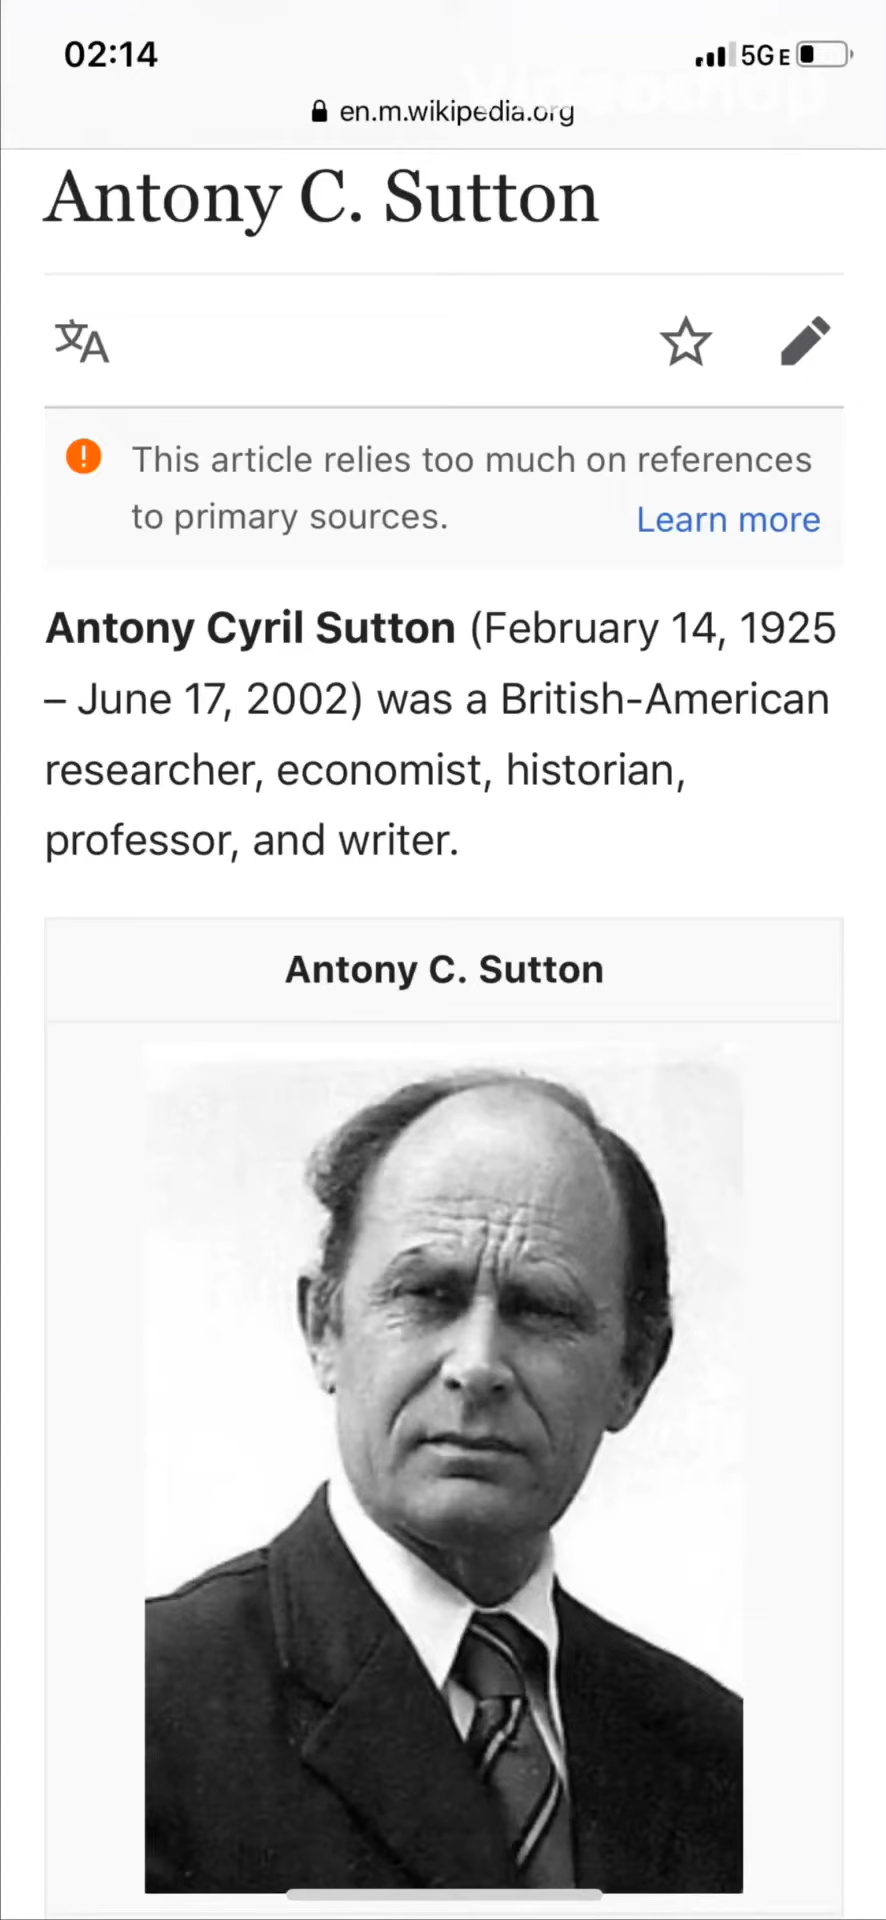 02:14
5GE
en.m.wikipedia.org
Antony C. Sutton
文A
This article relies too much on references
to primary sources. Learn more
Antony Cyril Sutton (February 14, 1925
– June 17, 2002) was a British-American
researcher, economist, historian,
professor, and writer.
Antony C. Sutton